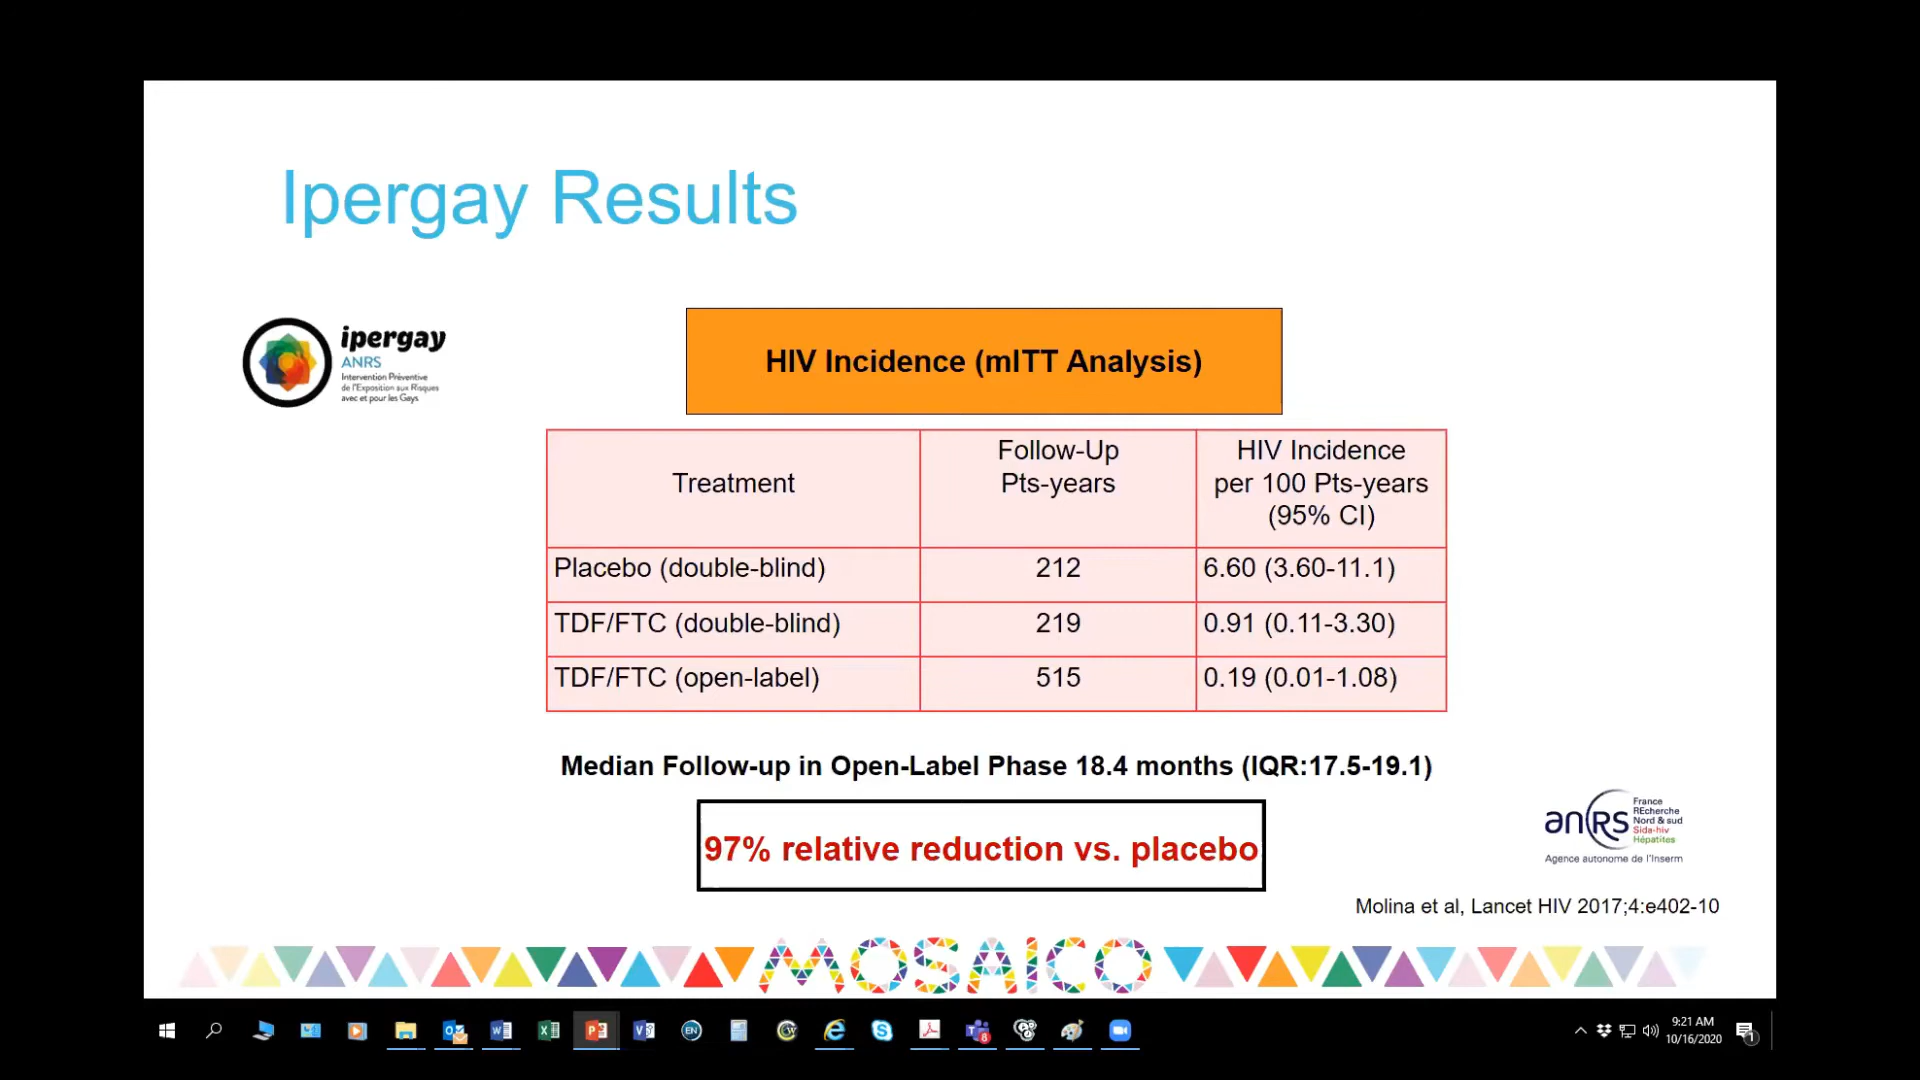 Ipergay Results
ipergay
ANRS
Intervention Préventive
de l'Exposition aux Risques
avec et pour les Gays
HIV Incidence (mITT Analysis)
Treatment
Follow-Up
Pts-years
HIV Incidence
per 100 Pts-years
(95% CI)
Placebo (double-blind) 212 6.60 (3.60-11.1)
TDF/FTC (double-blind) 219 0.91 (0.11-3.30)
TDF/FTC (open-label) 515 0.19 (0.01-1.08)
Median Follow-up in Open-Label Phase 18.4 months (IQR:17.5-19.1)
97% relative reduction vs. placebo
anRS
France
REcherche
Nord & sud
Sida-hiv
Hépatites
Agence autonome de l'Inserm
Molina et al, Lancet HIV 2017;4:e402-10
MOSAICO
EN
8
9:21 AM
10/16/2020
1